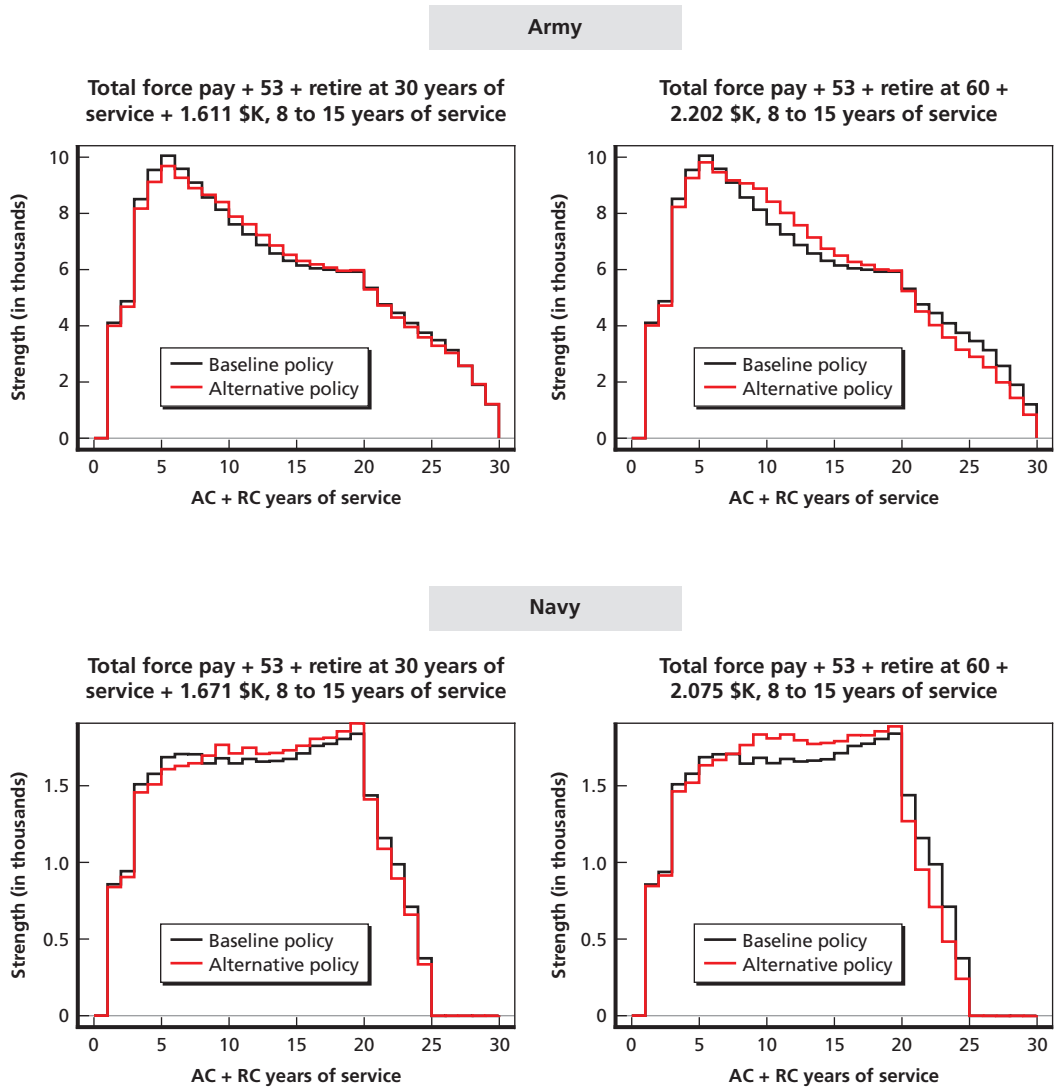 Army
Total force pay + 53 + retire at 30 years of
service + 1.611 $K, 8 to 15 years of service
Strength (in thousands)
10
8
6
4
2
0
Baseline policy
Alternative policy
0 5 10 15 20 25 30
AC + RC years of service
Total force pay + 53 + retire at 60 +
2.202 $K, 8 to 15 years of service
Strength (in thousands)
10
8
6
4
2
0
Baseline policy
Alternative policy
0 5 10 15 20 25 30
AC + RC years of service
Navy
Total force pay + 53 + retire at 30 years of
service + 1.671 $K, 8 to 15 years of service
Strength (in thousands)
1.5
1.0
0.5
0
Baseline policy
Alternative policy
0 5 10 15 20 25 30
AC + RC years of service
Total force pay + 53 + retire at 60 +
2.075 $K, 8 to 15 years of service
Strength (in thousands)
1.5
1.0
0.5
0
Baseline policy
Alternative policy
0 5 10 15 20 25 30
AC + RC years of service